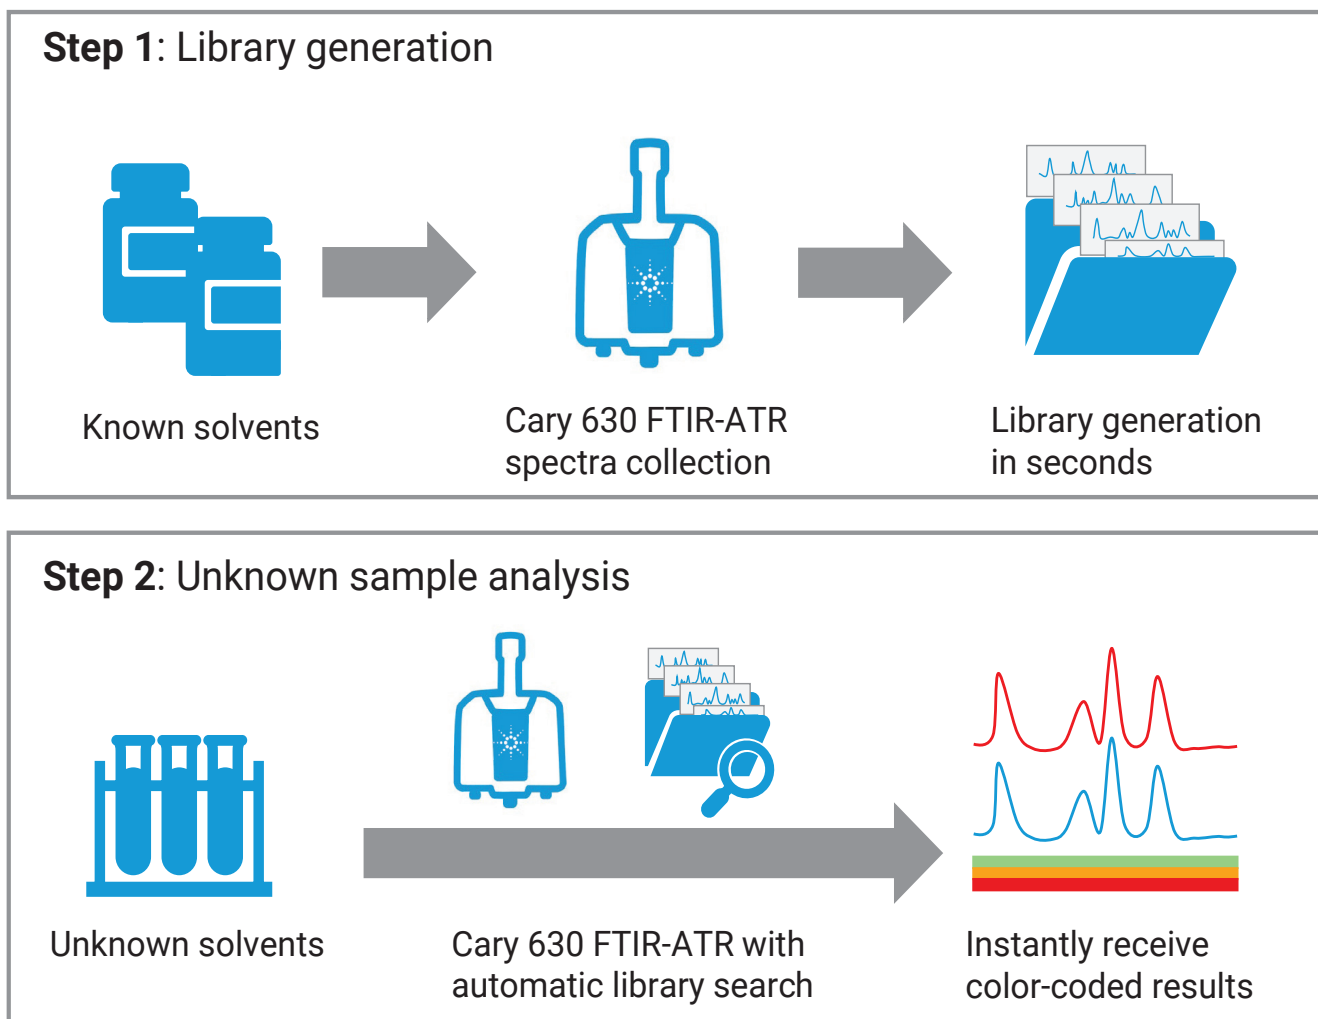 Step 1: Library generation
Known solvents
Cary 630 FTIR-ATR
spectra collection
Library generation
in seconds
Step 2: Unknown sample analysis
Unknown solvents
Cary 630 FTIR-ATR with
automatic library search
Instantly receive
color-coded results